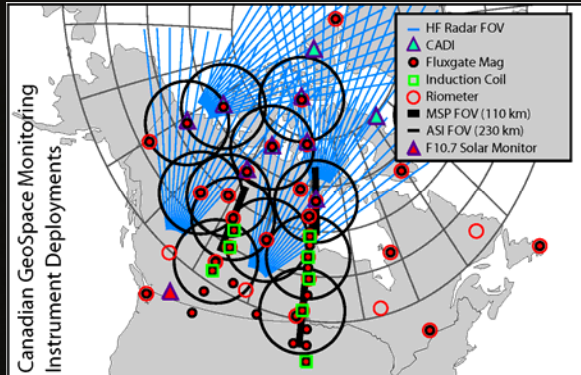 Canadian GeoSpace Monitoring
Instrument Deployments
HF Radar FOV
CADI
Fluxgate Mag
Induction Coil
Riometer
MSP FOV (110 km)
ASI FOV (230 km)
F10.7 Solar Monitor